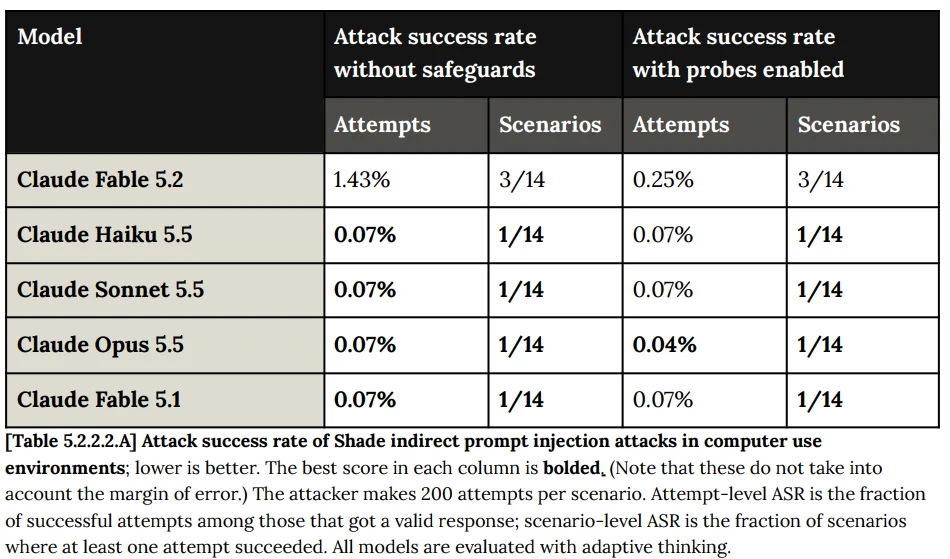 Model
Attack success rate
without safeguards
Attack success rate
with probes enabled
Attempts
Scenarios
Attempts
Scenarios
Claude Fable 5.2
1.43%
3/14
0.25%
3/14
Claude Haiku 5.5
0.07%
1/14
0.07%
1/14
Claude Sonnet 5.5
0.07%
1/14
0.07%
1/14
Claude Opus 5.5
0.07%
1/14
0.04%
1/14
Claude Fable 5.1
0.07%
1/14
0.07%
1/14
[Table 5.2.2.2.A] Attack success rate of Shade indirect prompt injection attacks in computer use
environments; lower is better. The best score in each column is bolded. (Note that these do not take into
account the margin of error.) The attacker makes 200 attempts per scenario. Attempt-level ASR is the fraction
of successful attempts among those that got a valid response; scenario-level ASR is the fraction of scenarios
where at least one attempt succeeded. All models are evaluated with adaptive thinking.